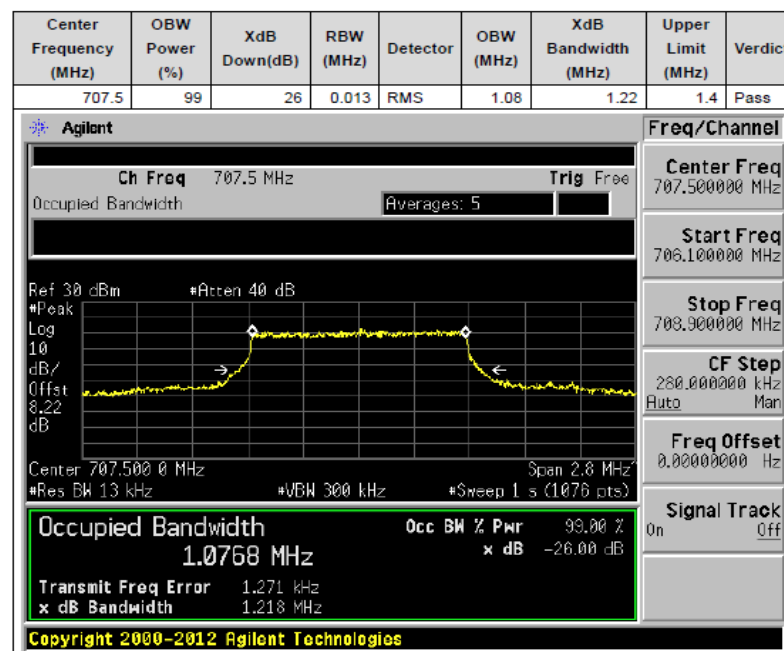 Center Frequency (MHz) OBW Power (%) XdB Down(dB) RBW (MHz) Detector OBW (MHz) XdB Bandwidth (MHz) Upper Limit (MHz) Verdic
707.5 99 26 0.013 RMS 1.08 1.22 1.4 Pass
Agilent Freq/Channel
Ch Freq 707.5 MHz Trig Free
Occupied Bandwidth Averages: 5
Center Freq
707.500000 MHz
Start Freq
706.100000 MHz
Stop Freq
708.900000 MHz
CF Step
280.000000 kHz
Auto Man
Freq Offset
0.00000000 Hz
Signal Track
On Off
Ref 30 dBm #Atten 40 dB
#Peak
Log
10
dB/
Offst
8.22
dB
Center 707.500 0 MHz Span 2.8 MHz
#Res BW 13 kHz #VBW 300 kHz #Sweep 1 s (1076 pts)
Occupied Bandwidth Occ BW % Pwr 99.00 %
1.0768 MHz x dB -26.00 dB
Transmit Freq Error 1.271 kHz
x dB Bandwidth 1.218 MHz
Copyright 2000-2012 Agilent Technologies